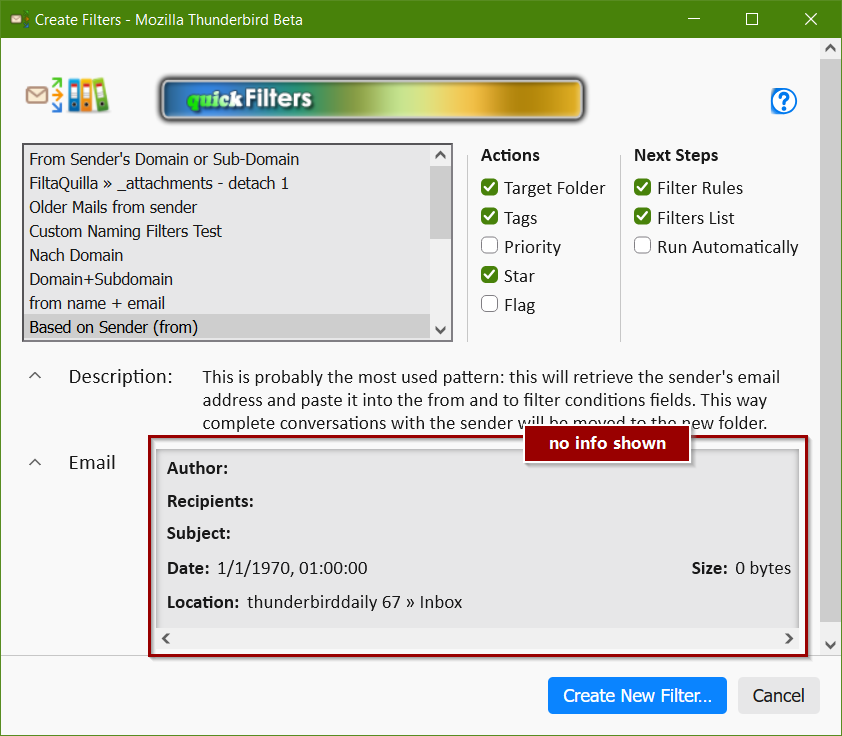 Create Filters - Mozilla Thunderbird Beta
quickFilters
From Sender's Domain or Sub-Domain
FiltaQuilla » _attachments - detach 1
Older Mails from sender
Custom Naming Filters Test
Nach Domain
Domain+Subdomain
from name + email
Based on Sender (from)
Actions
Target Folder
Tags
Priority
Star
Flag
Next Steps
Filter Rules
Filters List
Run Automatically
Description:
This is probably the most used pattern: this will retrieve the sender's email
address and paste it into the from and to filter conditions fields. This way
complete conversations with the sender will be moved to the new folder.
no info shown
Email
Author:
Recipients:
Subject:
Date: 1/1/1970, 01:00:00 Size: 0 bytes
Location: thunderbirddaily 67 » Inbox
Create New Filter... Cancel